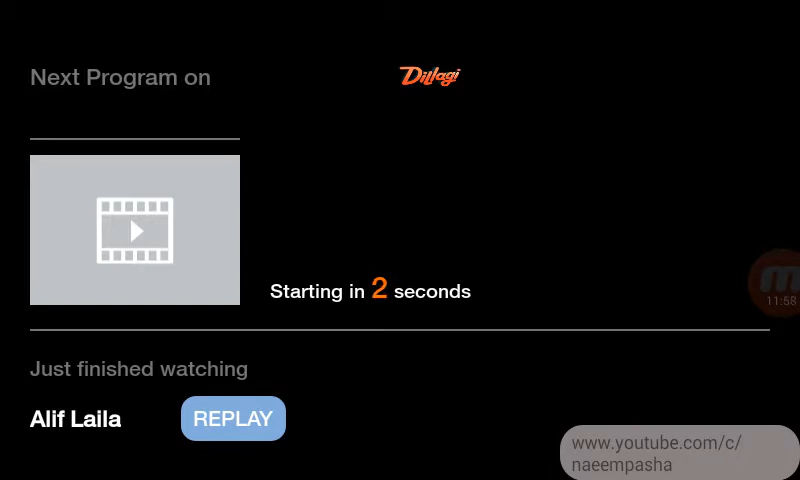 Next Program on
Dillagi
Starting in 2 seconds
11:58
Just finished watching
Alif Laila
REPLAY
www.youtube.com/c/
naeempasha